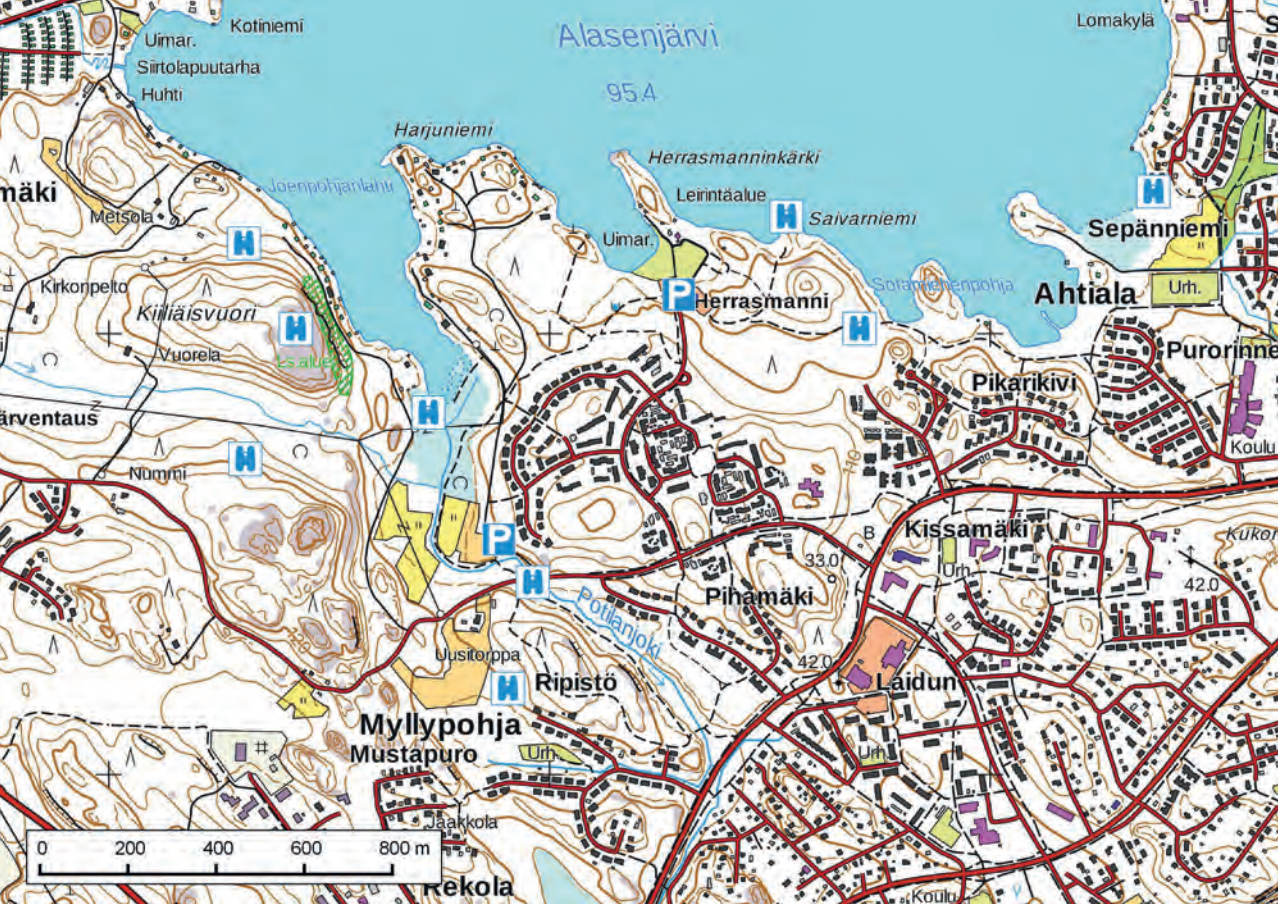 Kotiniemi
Lomakylä
Uimar.
Alasenjärvi
Siirtolapuutarha
Huhti
95.4
Harjuniemi
Herrasmanninkärki
mäki
Joenpohjanlahti
Leirintäalue
H
Metsola
H
Saivarniemi
Sepänniemi
H
Uimar.
Kirkonpelto
P
Herrasmanni
Ahtiala
Urh.
Kiiliäisvuori
H
H
Vuorela
Ls.alue
Purorinne
Pikarikivi
ärventaus
H
Koulu
H
Nummi
P
B
Kissamäki
33.0
Urh
42.0
H
Potilanjoki
Pihamäki
Uusitorppa
42.0
H
Ripistö
Laidun
Myllypohja
Mustapuro
Urh
Urh
Jaakkola
0 200 400 600 800 m
Rekola
Koulu